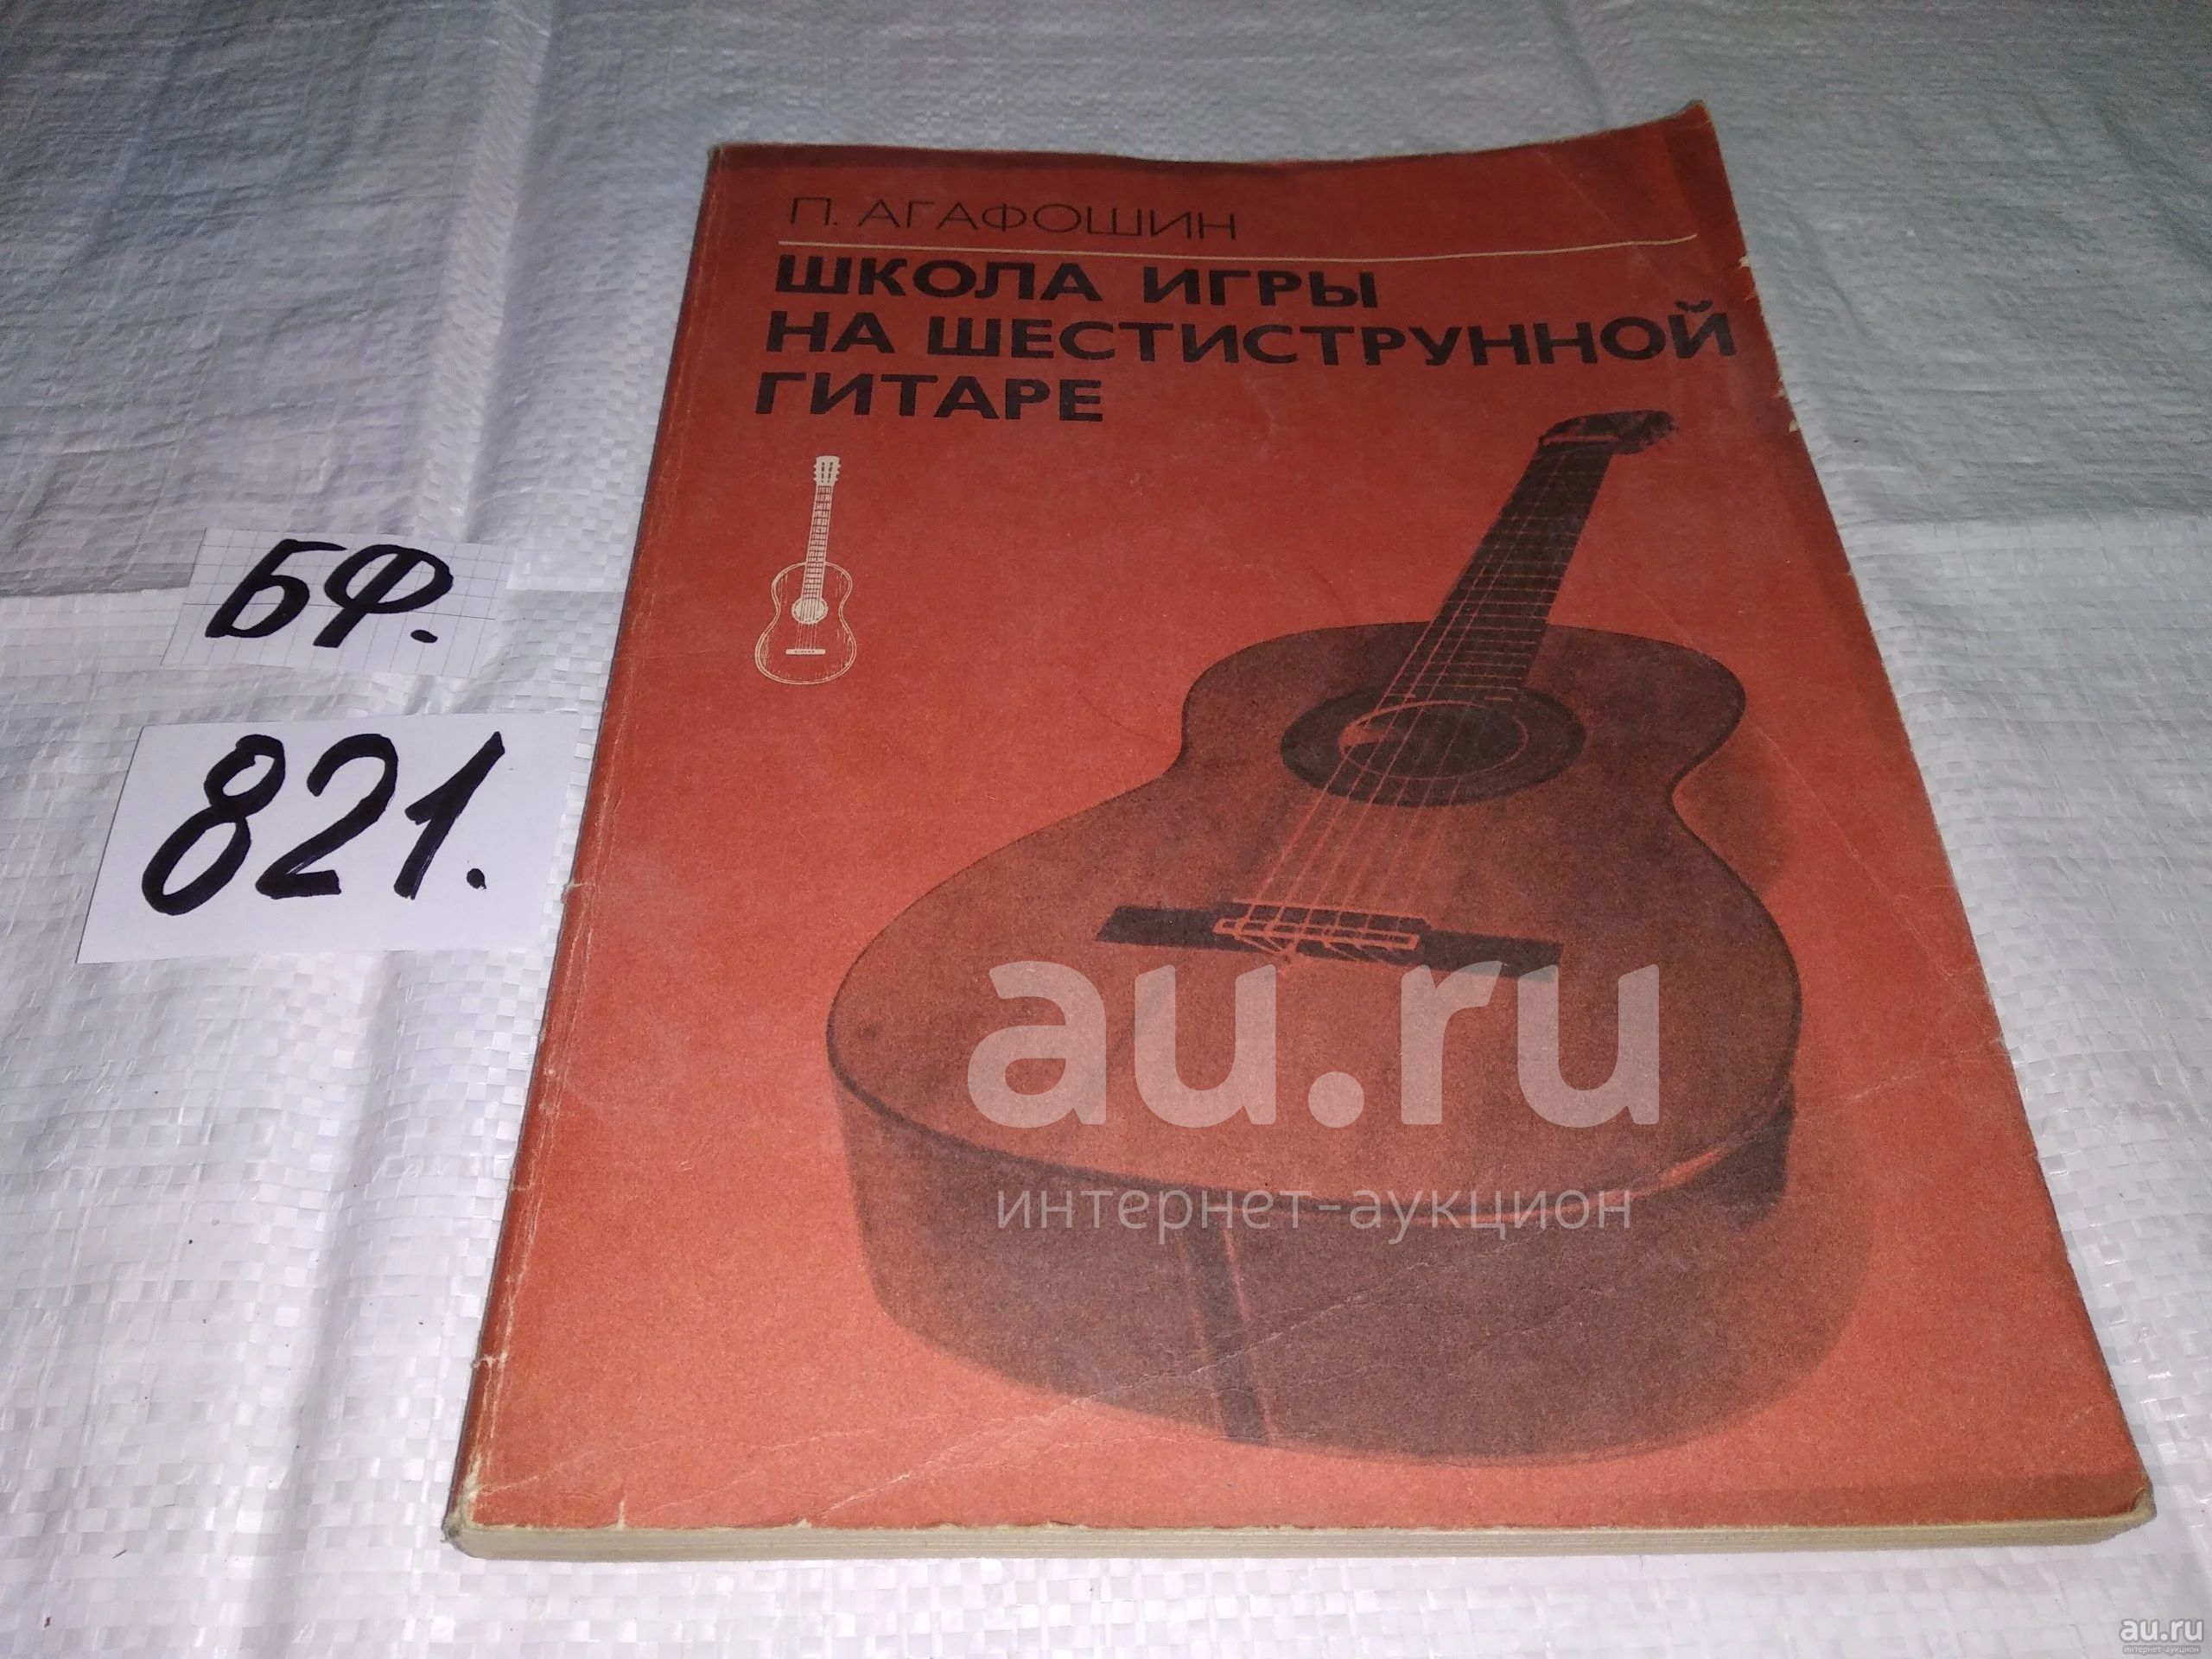 П. АГАФОШИН
ШКОЛА ИГРЫ
НА ШЕСТИСТРУННОЙ
ГИТАРЕ
БФ.
821.
au.ru
интернет-аукцион
au.ru
интернет-аукцион